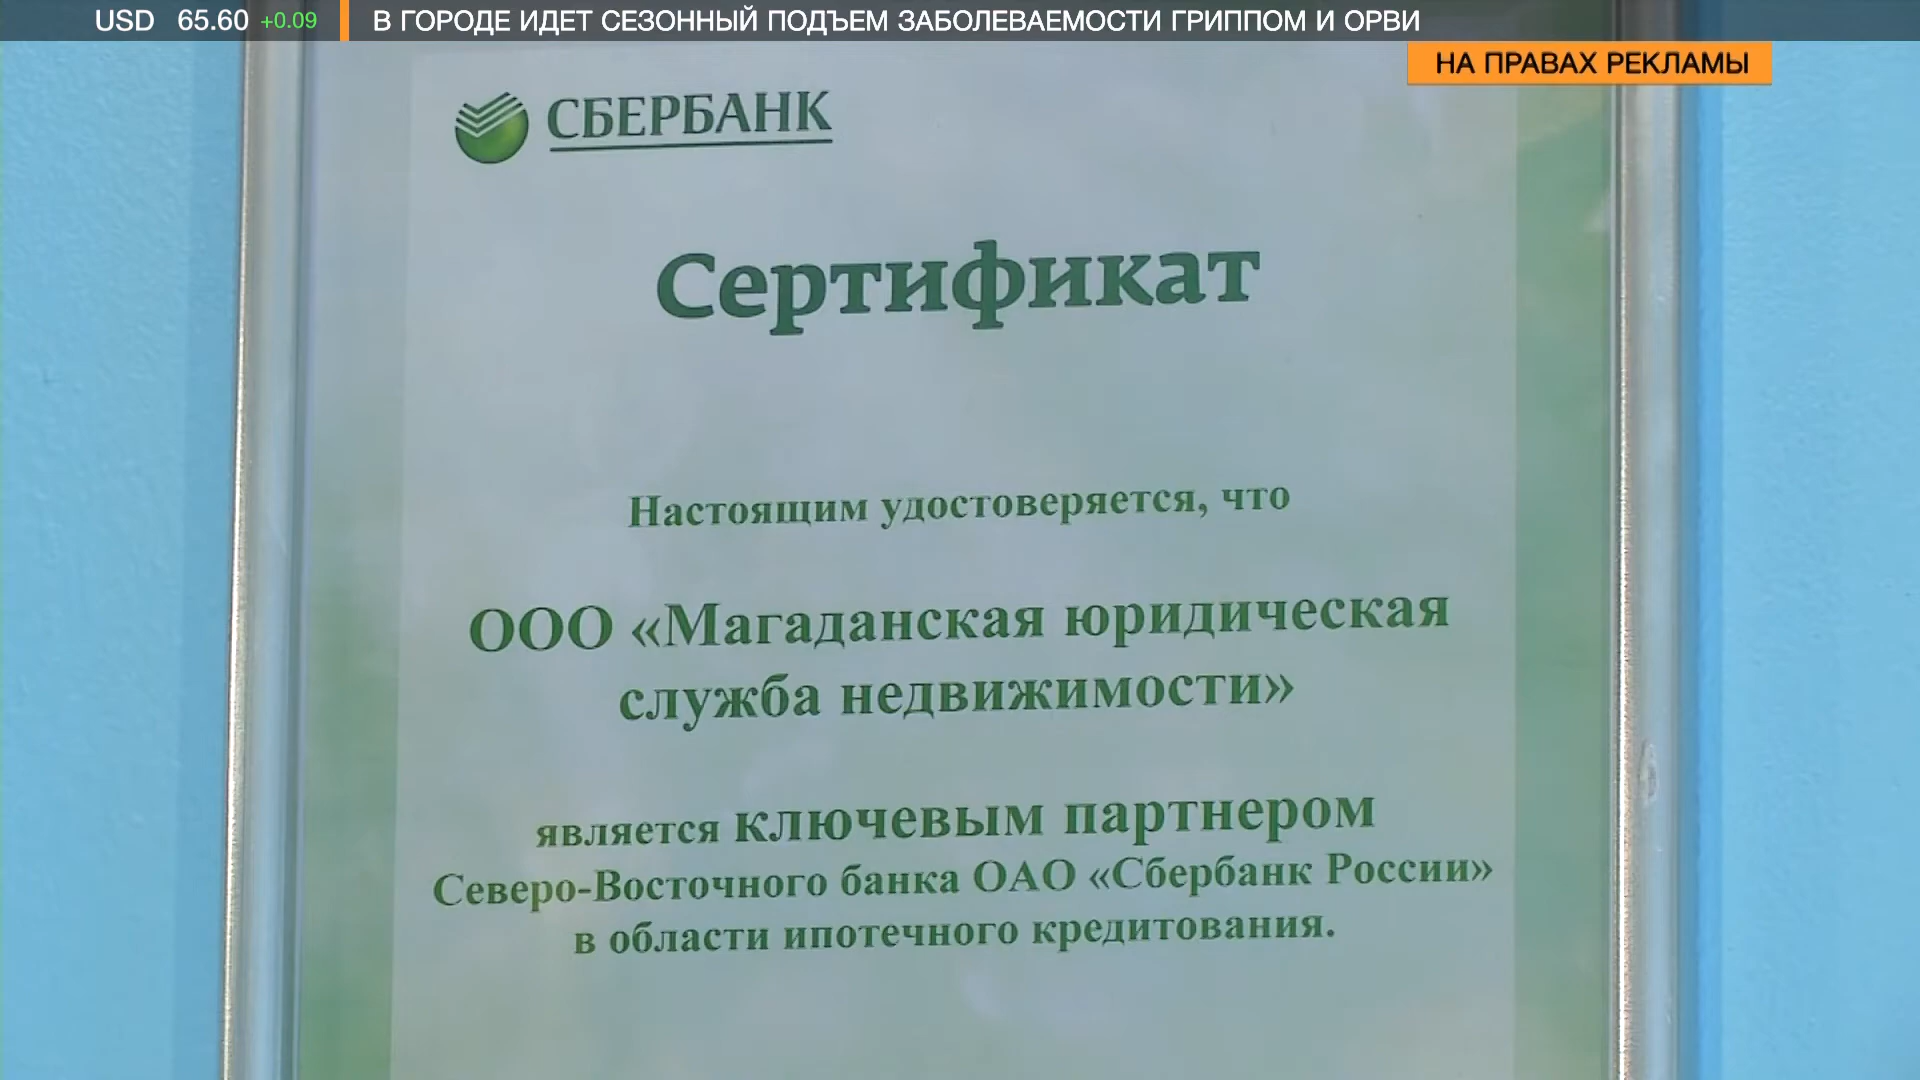 USD 65.60 +0.09 В ГОРОДЕ ИДЕТ СЕЗОННЫЙ ПОДЪЕМ ЗАБОЛЕВАЕМОСТИ ГРИППОМ И ОРВИ
НА ПРАВАХ РЕКЛАМЫ
СБЕРБАНК
Сертификат
Настоящим удостоверяется, что
ООО «Магаданская юридическая
служба недвижимости»
является ключевым партнером
Северо-Восточного банка ОАО «Сбербанк России»
в области ипотечного кредитования.